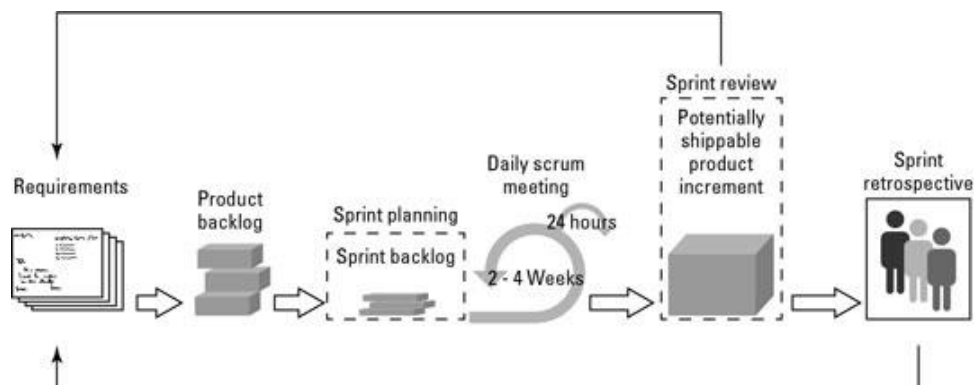 Requirements
Product
backlog
Sprint planning
Sprint backlog
Daily scrum
meeting
24 hours
2 - 4 Weeks
Sprint review
Potentially
shippable
product
increment
Sprint
retrospective